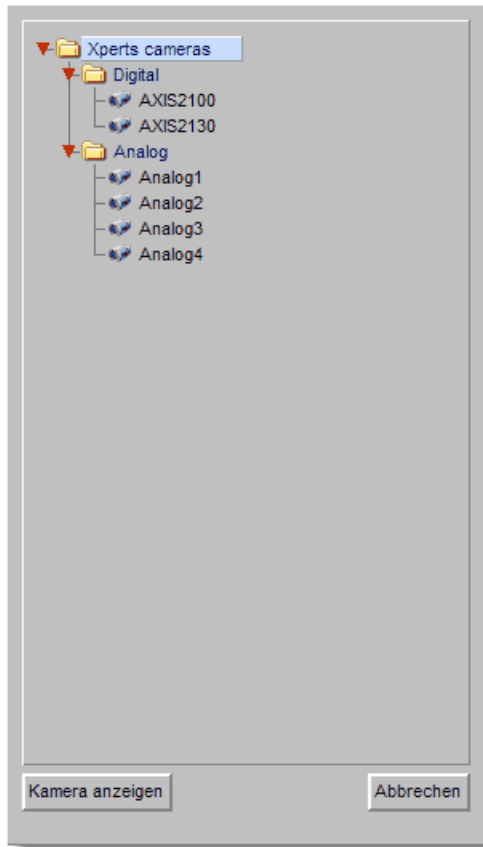 Xperts cameras
Digital
AXIS2100
AXIS2130
Analog
Analog1
Analog2
Analog3
Analog4
Kamera anzeigen
Abbrechen